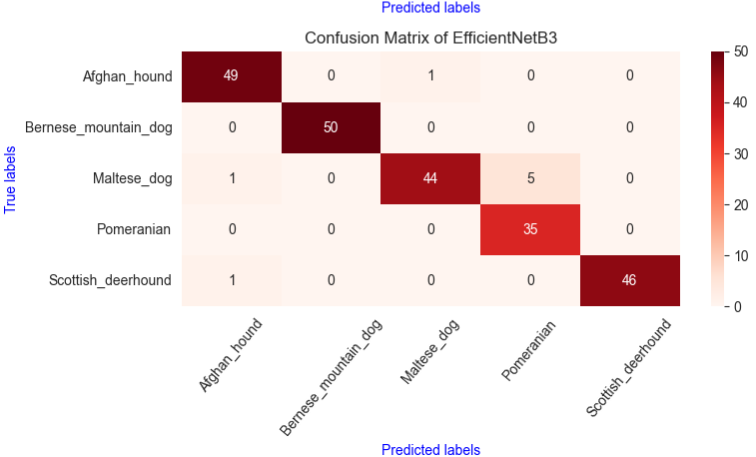 Predicted labels
Confusion Matrix of EfficientNetB3
True labels
Afghan_hound 49 0 1 0 0
Bernese_mountain_dog 0 50 0 0 0
Maltese_dog 1 0 44 5 0
Pomeranian 0 0 0 35 0
Scottish_deerhound 1 0 0 0 46
Afghan_hound Bernese_mountain_dog Maltese_dog Pomeranian Scottish_deerhound
Predicted labels
50
40
30
20
10
0